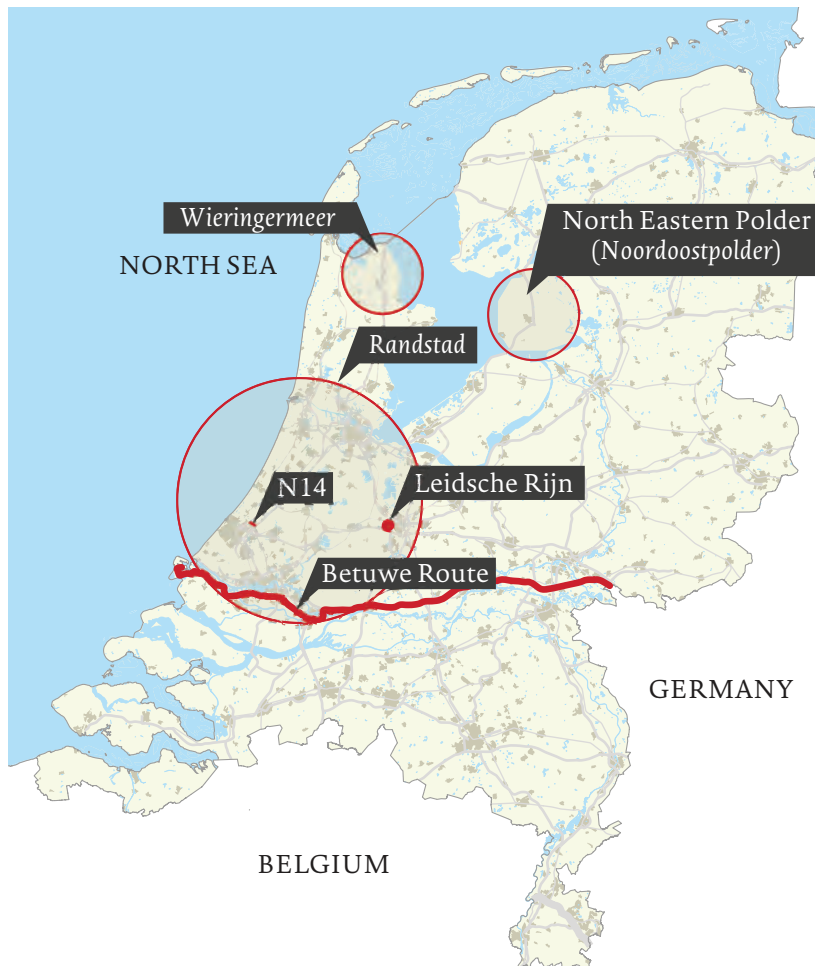 Wieringermeer
North Eastern Polder
(Noordoostpolder)
NORTH SEA
Randstad
N14
Leidsche Rijn
Betuwe Route
GERMANY
BELGIUM